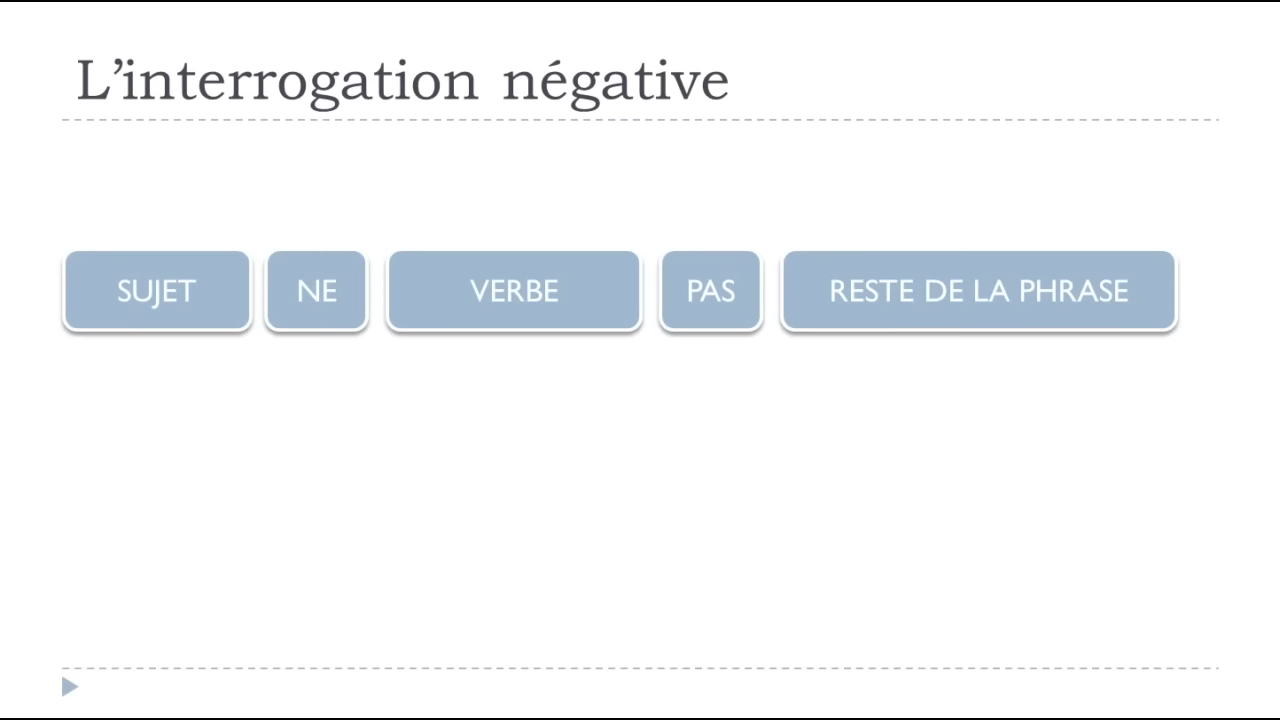 L’interrogation négative
SUJET NE VERBE PAS RESTE DE LA PHRASE